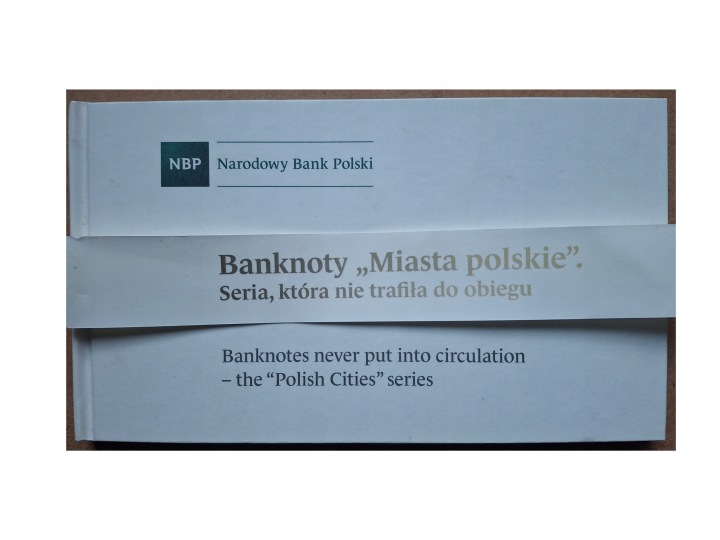 NBP Narodowy Bank Polski
Banknoty „Miasta polskie”.
Seria, która nie trafiła do obiegu
Banknotes never put into circulation
– the “Polish Cities” series